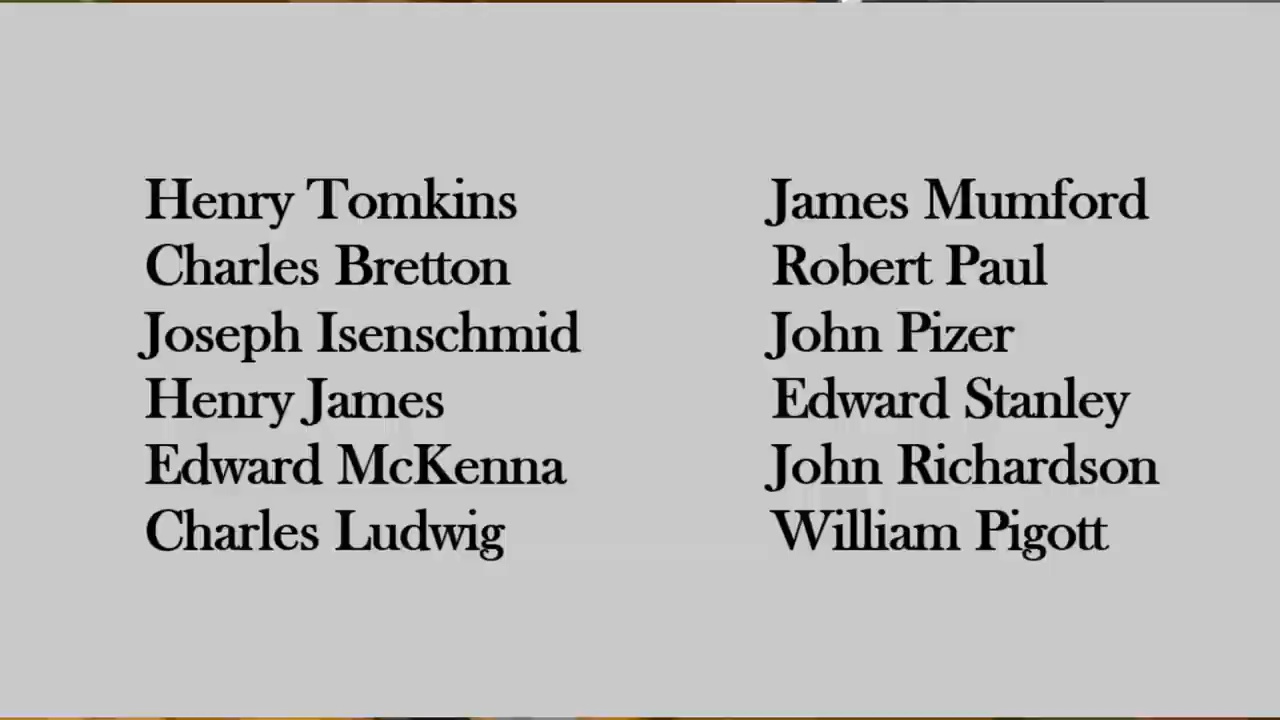 Henry Tomkins
Charles Bretton
Joseph Isenschmid
Henry James
Edward McKenna
Charles Ludwig
James Mumford
Robert Paul
John Pizer
Edward Stanley
John Richardson
William Pigott